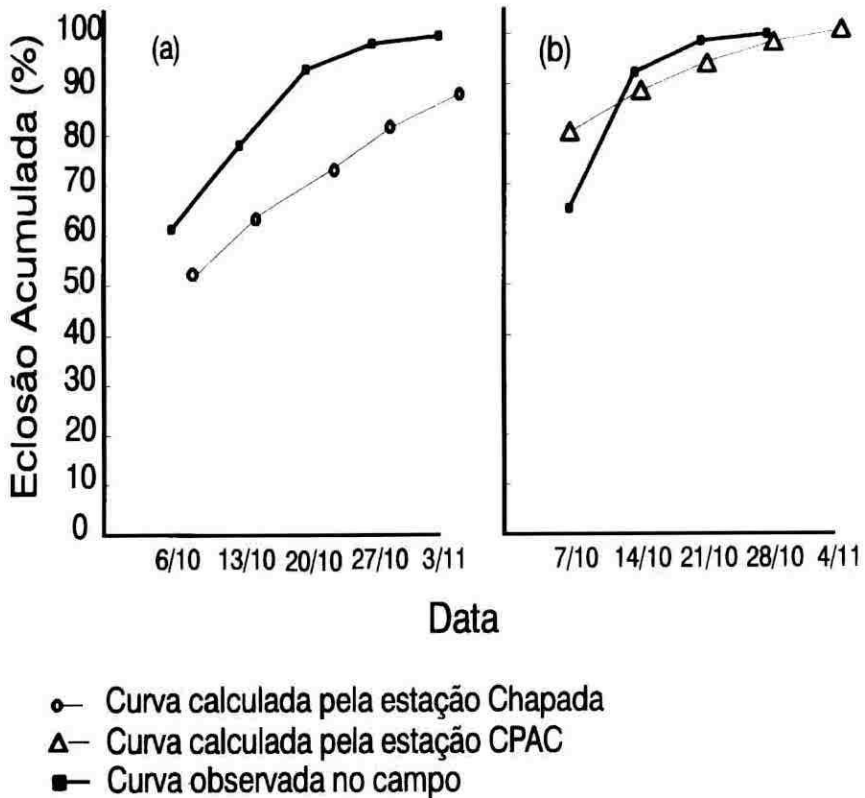 Eclosão Acumulada (%)
100
90
80
70
60
50
40
30
20
10
0
(a)
(b)
6/10 13/10 20/10 27/10 3/11
7/10 14/10 21/10 28/10 4/11
Data
Curva calculada pela estação Chapada
Curva calculada pela estação CPAC
Curva observada no campo